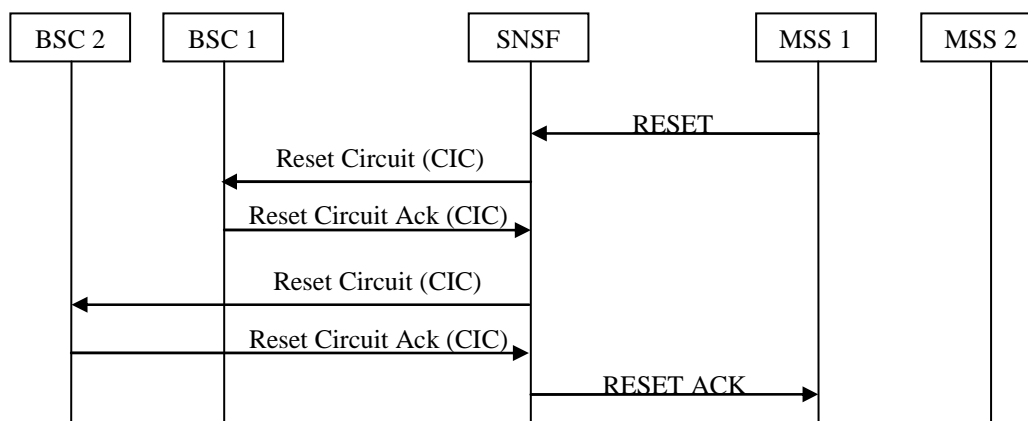 BSC 2
BSC 1
SNSF
MSS 1
MSS 2
RESET
Reset Circuit (CIC)
Reset Circuit Ack (CIC)
Reset Circuit (CIC)
Reset Circuit Ack (CIC)
RESET ACK